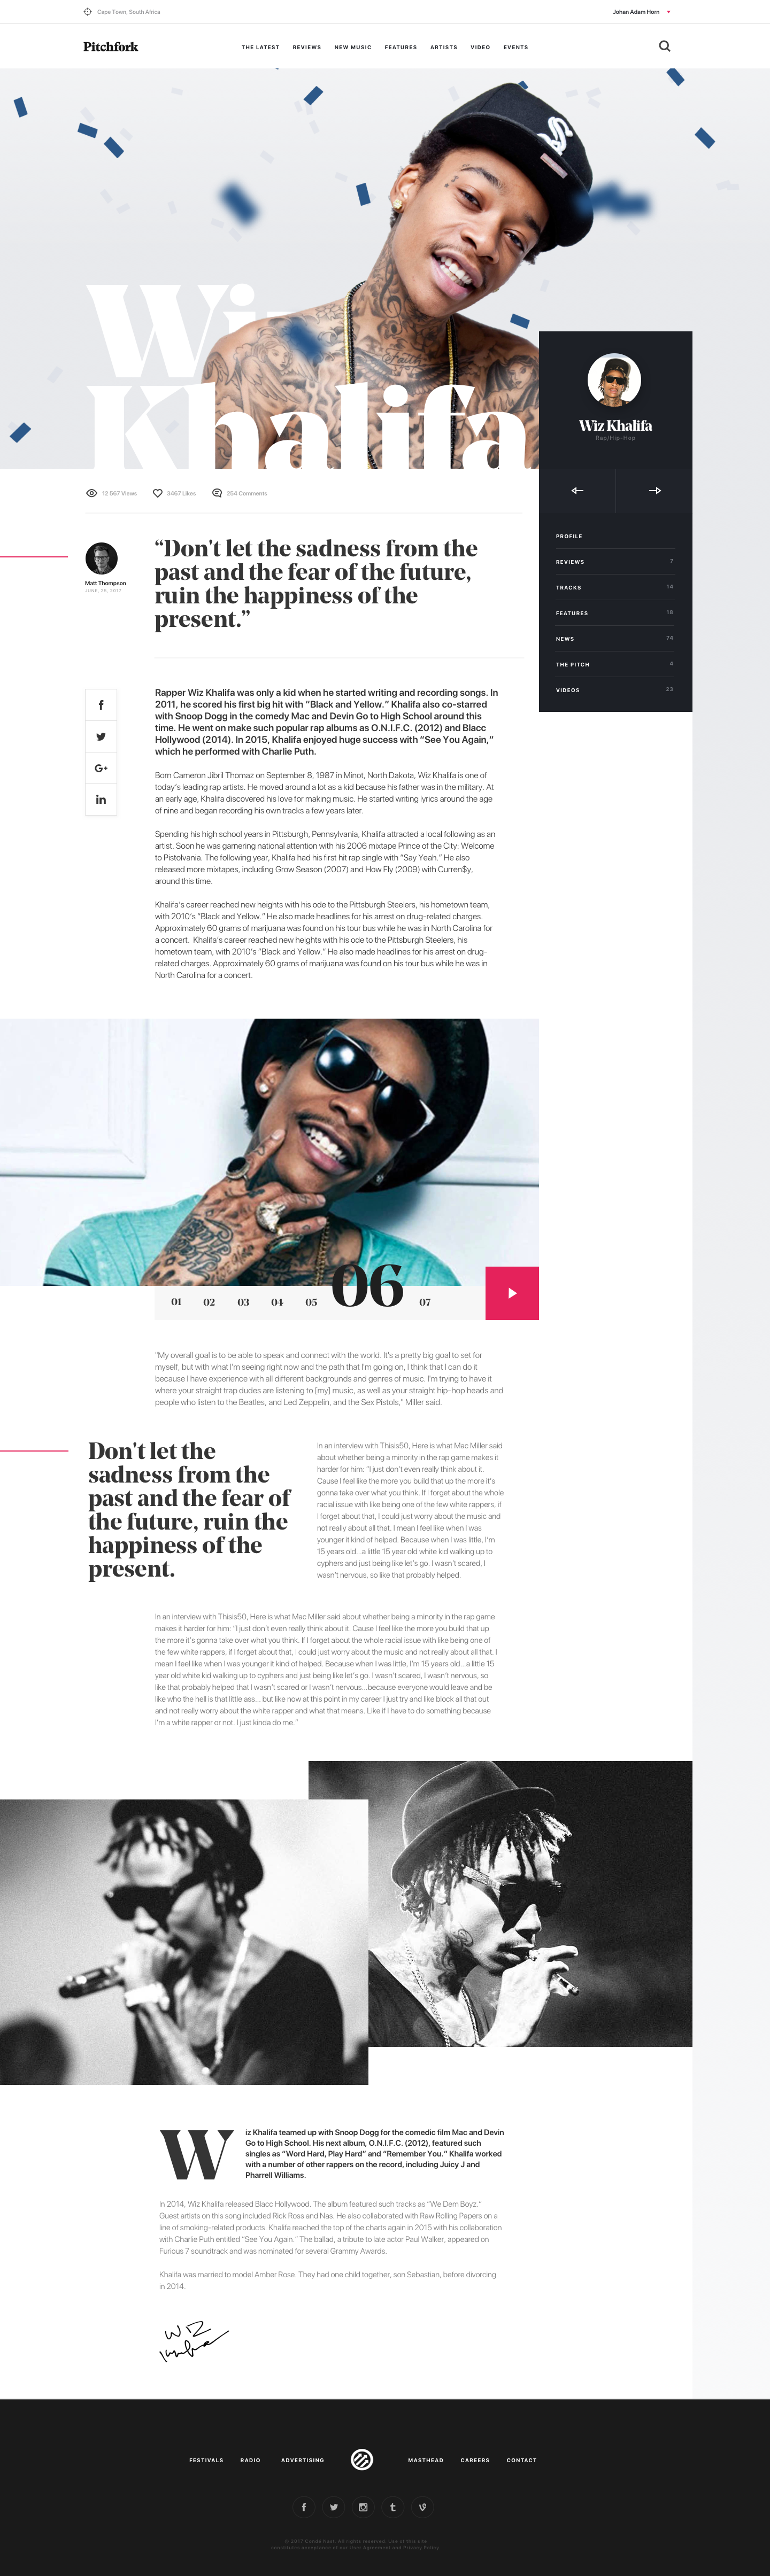 Cape Town, South Africa
Johan Adam Horn
Pitchfork
THE LATEST
REVIEWS
NEW MUSIC
FEATURES
ARTISTS
VIDEO
EVENTS
Wiz
Khalifa
Wiz Khalifa
Rap/Hip-Hop
12 567 Views
3467 Likes
254 Comments
PROFILE
REVIEWS 7
TRACKS 14
FEATURES 18
NEWS 74
THE PITCH 4
VIDEOS 23
Matt Thompson
JUNE, 25, 2017
“Don't let the sadness from the
past and the fear of the future,
ruin the happiness of the
present.”
Rapper Wiz Khalifa was only a kid when he started writing and recording songs. In
2011, he scored his first big hit with “Black and Yellow.” Khalifa also co-starred
with Snoop Dogg in the comedy Mac and Devin Go to High School around this
time. He went on make such popular rap albums as O.N.I.F.C. (2012) and Blacc
Hollywood (2014). In 2015, Khalifa enjoyed huge success with “See You Again,”
which he performed with Charlie Puth.
Born Cameron Jibril Thomaz on September 8, 1987 in Minot, North Dakota, Wiz Khalifa is one of
today’s leading rap artists. He moved around a lot as a kid because his father was in the military. At
an early age, Khalifa discovered his love for making music. He started writing lyrics around the age
of nine and began recording his own tracks a few years later.
Spending his high school years in Pittsburgh, Pennsylvania, Khalifa attracted a local following as an
artist. Soon he was garnering national attention with his 2006 mixtape Prince of the City: Welcome
to Pistolvania. The following year, Khalifa had his first hit rap single with “Say Yeah.” He also
released more mixtapes, including Grow Season (2007) and How Fly (2009) with Curren$y,
around this time.
Khalifa’s career reached new heights with his ode to the Pittsburgh Steelers, his hometown team,
with 2010’s “Black and Yellow.” He also made headlines for his arrest on drug-related charges.
Approximately 60 grams of marijuana was found on his tour bus while he was in North Carolina for
a concert. Khalifa’s career reached new heights with his ode to the Pittsburgh Steelers, his
hometown team, with 2010’s “Black and Yellow.” He also made headlines for his arrest on drug-
related charges. Approximately 60 grams of marijuana was found on his tour bus while he was in
North Carolina for a concert.
01 02 03 04 05 06 07
"My overall goal is to be able to speak and connect with the world. It's a pretty big goal to set for
myself, but with what I'm seeing right now and the path that I'm going on, I think that I can do it
because I have experience with all different backgrounds and genres of music. I'm trying to have it
where your straight trap dudes are listening to [my] music, as well as your straight hip-hop heads and
people who listen to the Beatles, and Led Zeppelin, and the Sex Pistols," Miller said.
Don't let the
sadness from the
past and the fear of
the future, ruin the
happiness of the
present.
In an interview with Thisis50, Here is what Mac Miller said
about whether being a minority in the rap game makes it
harder for him: “I just don’t even really think about it.
Cause I feel like the more you build that up the more it’s
gonna take over what you think. If I forget about the whole
racial issue with like being one of the few white rappers, if
I forget about that, I could just worry about the music and
not really about all that. I mean I feel like when I was
younger it kind of helped. Because when I was little, I’m
15 years old…a little 15 year old white kid walking up to
cyphers and just being like let’s go. I wasn’t scared, I
wasn’t nervous, so like that probably helped.
In an interview with Thisis50, Here is what Mac Miller said about whether being a minority in the rap game
makes it harder for him: “I just don’t even really think about it. Cause I feel like the more you build that up
the more it’s gonna take over what you think. If I forget about the whole racial issue with like being one of
the few white rappers, if I forget about that, I could just worry about the music and not really about all that. I
mean I feel like when I was younger it kind of helped. Because when I was little, I’m 15 years old…a little 15
year old white kid walking up to cyphers and just being like let’s go. I wasn’t scared, I wasn’t nervous, so
like that probably helped that I wasn’t scared or I wasn’t nervous…because everyone would leave and be
like who the hell is that little ass… but like now at this point in my career I just try and like block all that out
and not really worry about the white rapper and what that means. Like if I have to do something because
I’m a white rapper or not. I just kinda do me.”
W
iz Khalifa teamed up with Snoop Dogg for the comedic film Mac and Devin
Go to High School. His next album, O.N.I.F.C. (2012), featured such
singles as “Word Hard, Play Hard” and “Remember You.” Khalifa worked
with a number of other rappers on the record, including Juicy J and
Pharrell Williams.
In 2014, Wiz Khalifa released Blacc Hollywood. The album featured such tracks as “We Dem Boyz.”
Guest artists on this song included Rick Ross and Nas. He also collaborated with Raw Rolling Papers on a
line of smoking-related products. Khalifa reached the top of the charts again in 2015 with his collaboration
with Charlie Puth entitled “See You Again.” The ballad, a tribute to late actor Paul Walker, appeared on
Furious 7 soundtrack and was nominated for several Grammy Awards.
Khalifa was married to model Amber Rose. They had one child together, son Sebastian, before divorcing
in 2014.
Wiz
Khalifa
FESTIVALS
RADIO
ADVERTISING
MASTHEAD
CAREERS
CONTACT
© 2017 Condé Nast. All rights reserved. Use of this site
constitutes acceptance of our User Agreement and Privacy Policy